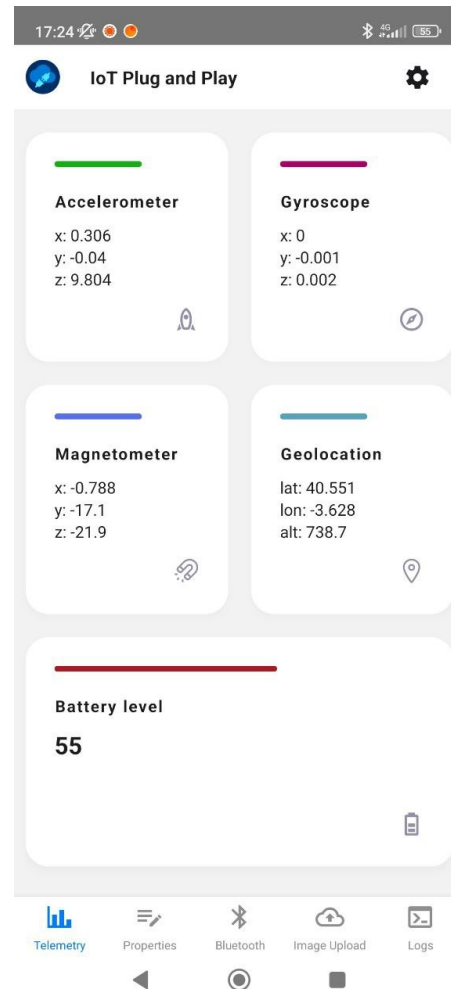 17:24
4G
55
IoT Plug and Play
Accelerometer
x: 0.306
y: -0.04
z: 9.804
Gyroscope
x: 0
y: -0.001
z: 0.002
Magnetometer
x: -0.788
y: -17.1
z: -21.9
Geolocation
lat: 40.551
lon: -3.628
alt: 738.7
Battery level
55
Telemetry
Properties
Bluetooth
Image Upload
Logs